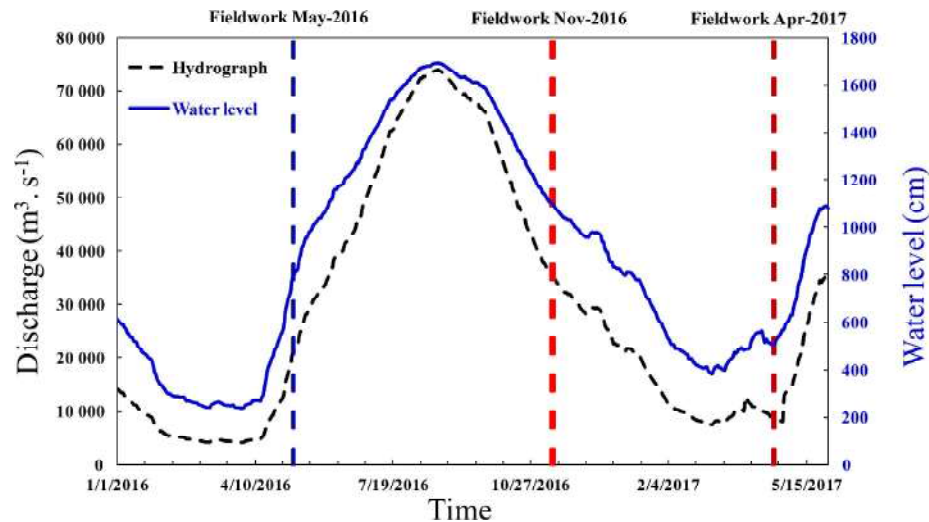 Fieldwork May-2016 Fieldwork Nov-2016 Fieldwork Apr-2017
80 000 1800
Hydrograph
Water level
70 000 1600
60 000 1400
50 000 1200
40 000 1000
30 000 800
20 000 600
10 000 400
200
0 0
Discharge (m³. s⁻¹)
Water level (cm)
1/1/2016 4/10/2016 7/19/2016 10/27/2016 2/4/2017 5/15/2017
Time